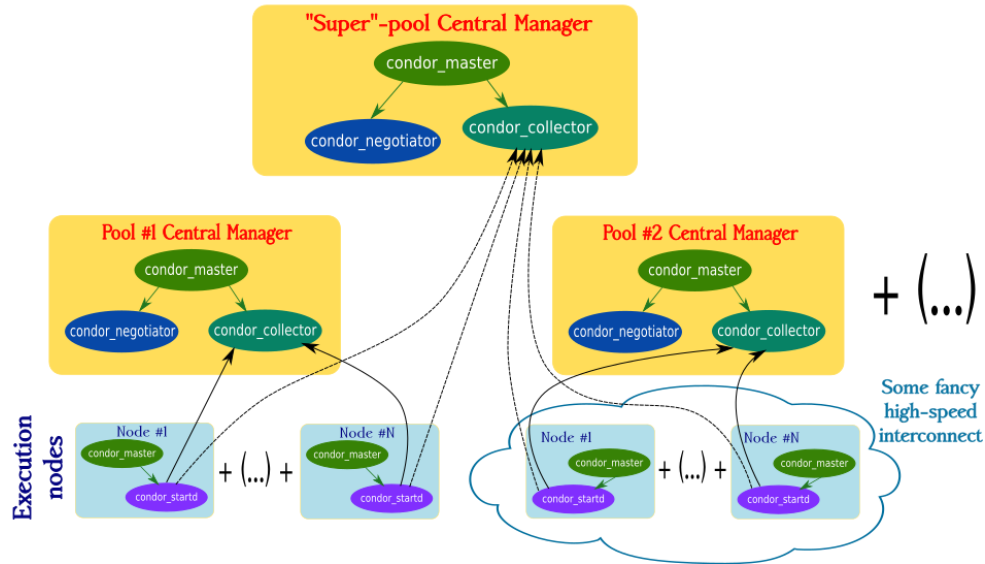 "Super"-pool Central Manager
condor_master
condor_negotiator
condor_collector
Pool #1 Central Manager
condor_master
condor_negotiator
condor_collector
Pool #2 Central Manager
condor_master
condor_negotiator
condor_collector
+ (...)
Some fancy
high-speed
interconnect
Execution
nodes
Node #1
condor_master
condor_startd
+ (...) +
Node #N
condor_master
condor_startd
Node #1
condor_master
condor_startd
+ (...) +
Node #N
condor_master
condor_startd